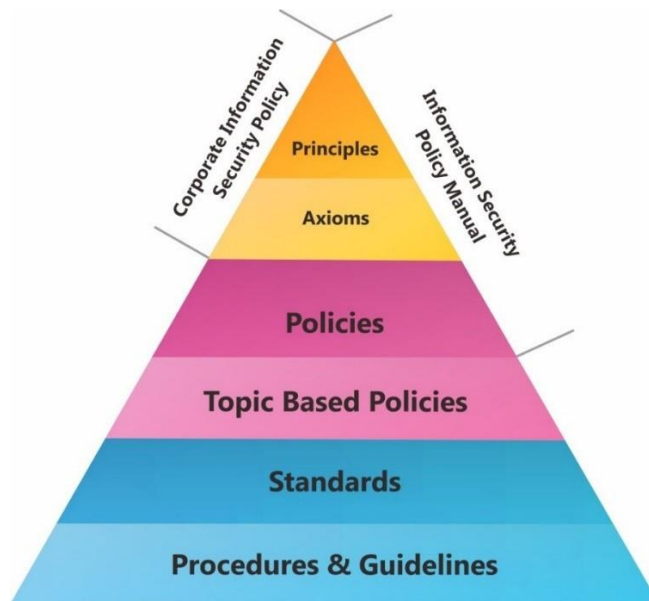 Corporate Information
Security Policy
Information Security
Policy Manual
Principles
Axioms
Policies
Topic Based Policies
Standards
Procedures & Guidelines